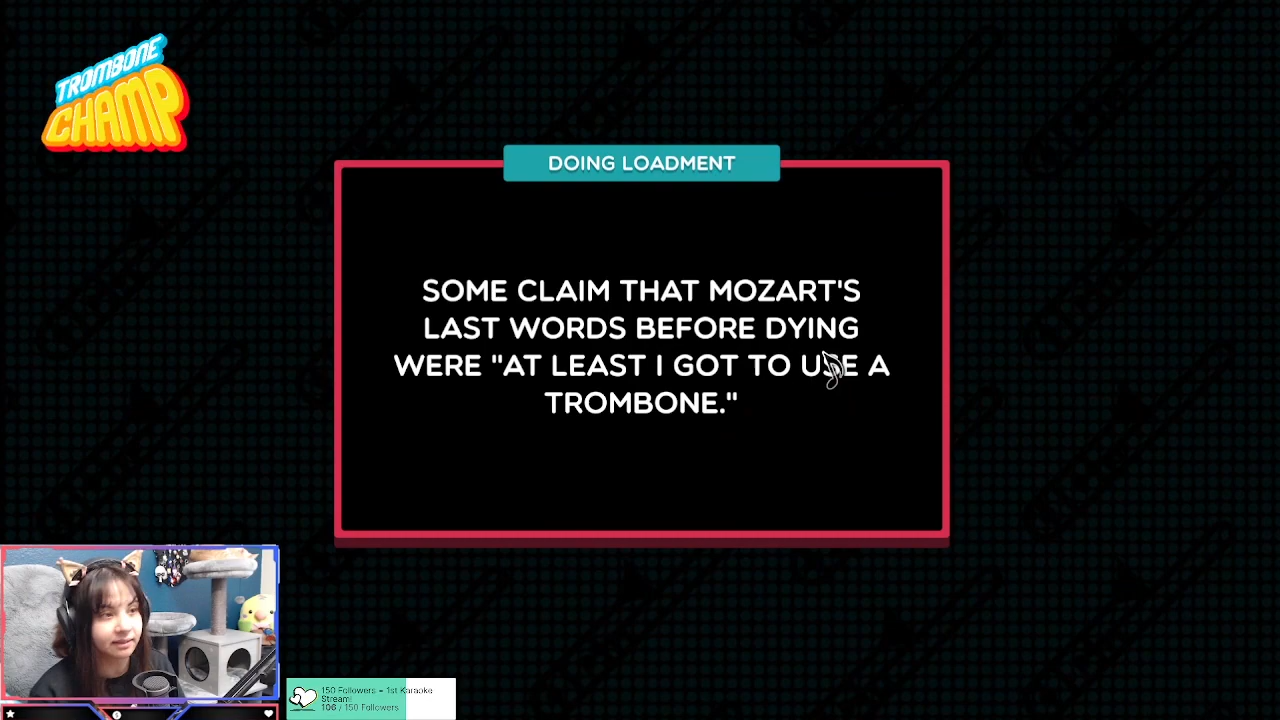 TROMBONE
CHAMP
DOING LOADMENT
SOME CLAIM THAT MOZART'S
LAST WORDS BEFORE DYING
WERE "AT LEAST I GOT TO USE A
TROMBONE."
150 Followers = 1st Karaoke
Stream!
106 / 150 Followers